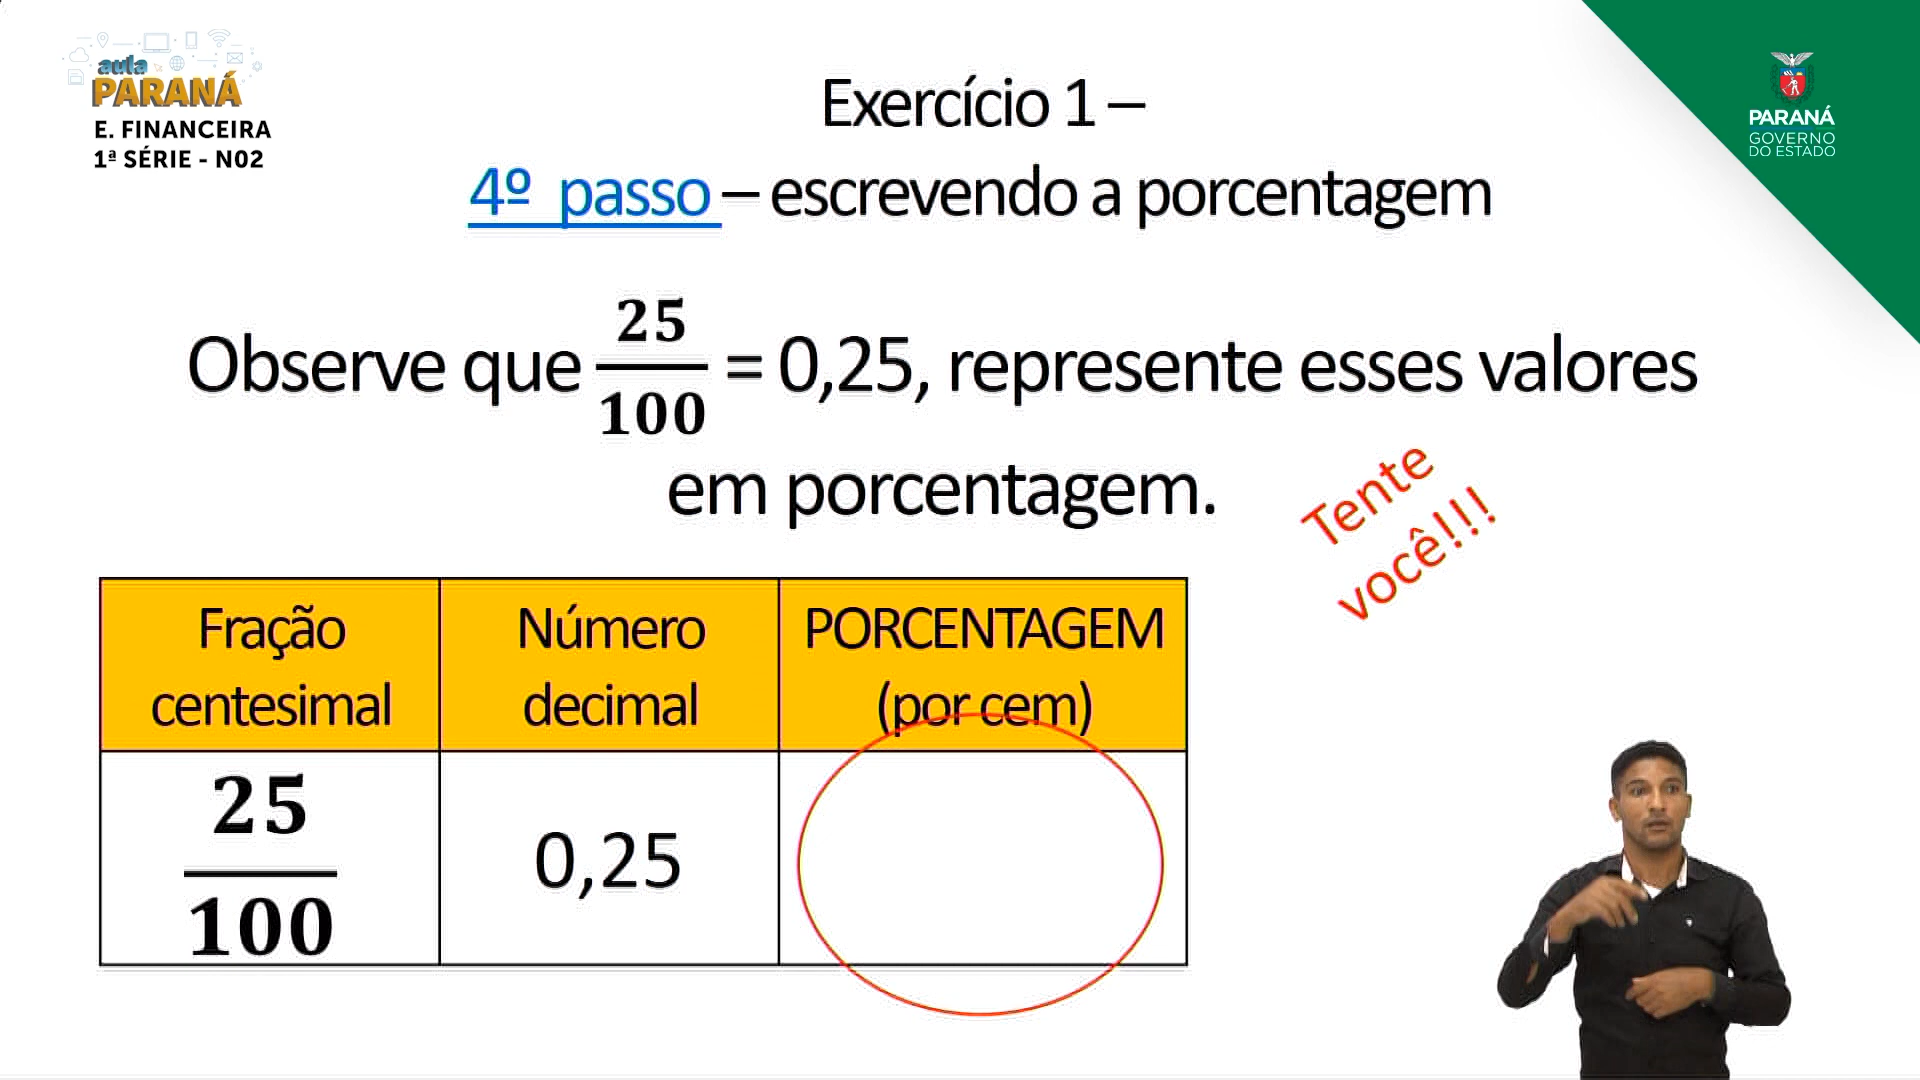 aula
PARANÁ
E. FINANCEIRA
1ª SÉRIE - N02
PARANÁ
GOVERNO
DO ESTADO
Exercício 1 –
4º passo – escrevendo a porcentagem
Observe que 25/100 = 0,25, represente esses valores
em porcentagem.
Tente
você!!!
Fração
centesimal
Número
decimal
PORCENTAGEM
(por cem)
25
100
0,25